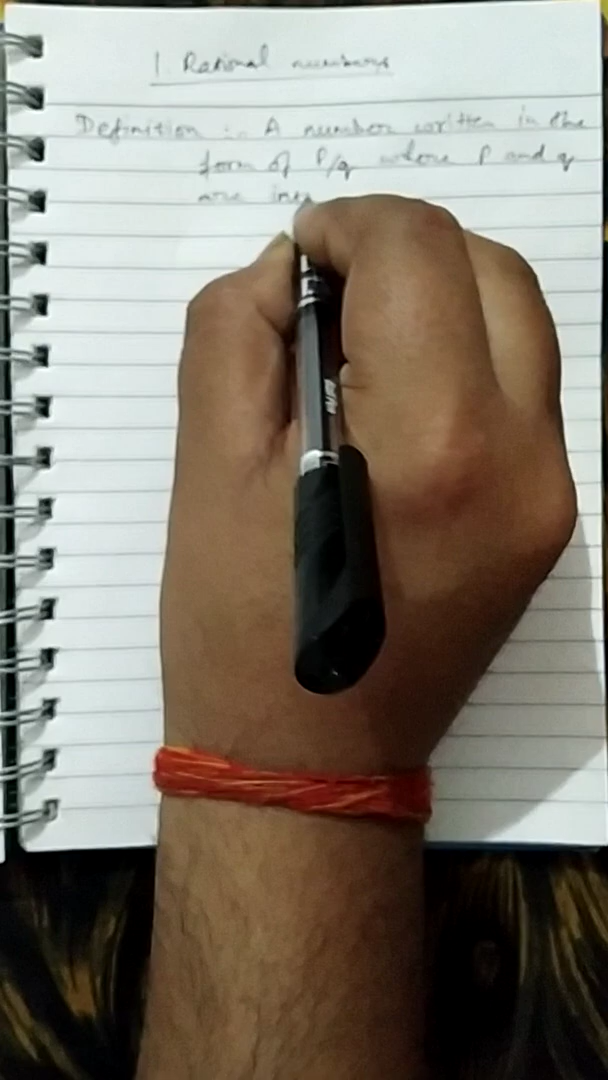 1. Rational numbers
Definition :- A number written in the
form of P/q where P and q
are